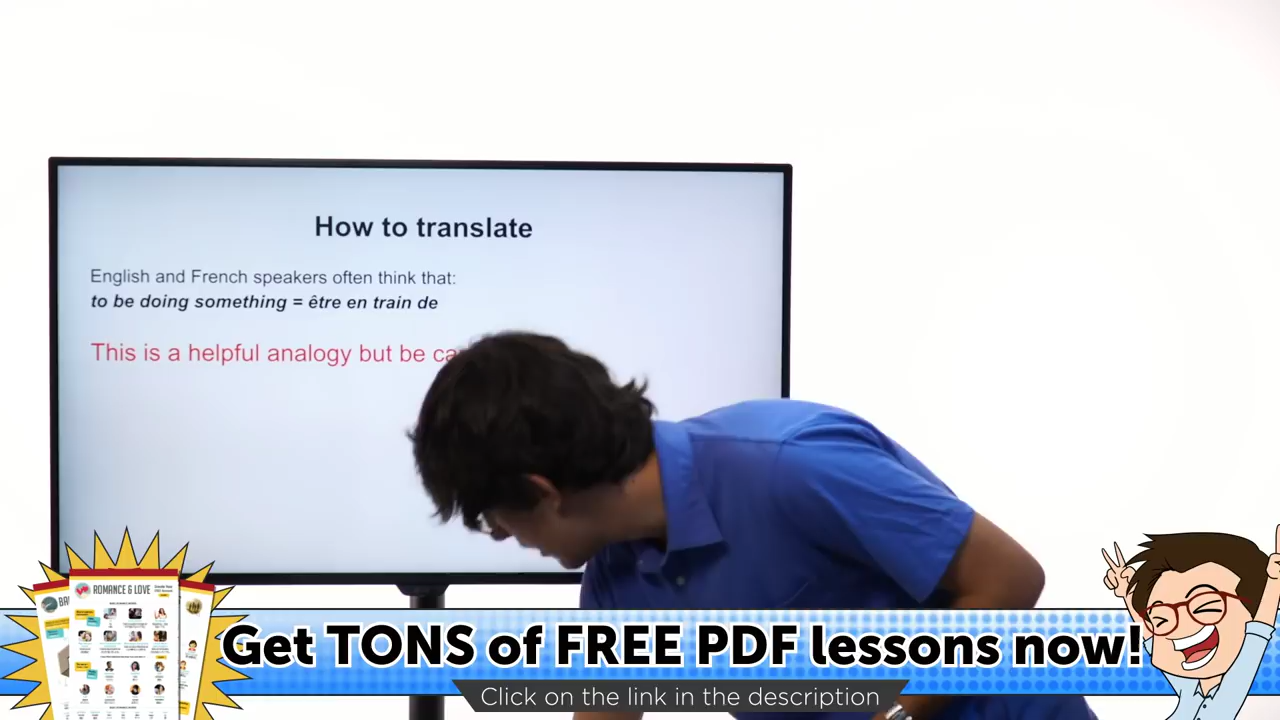 How to translate
English and French speakers often think that:
to be doing something = être en train de
This is a helpful analogy but be
ROMANCE & LOVE
Get TONS of FREE PDF lessons now!
Click on the link in the description